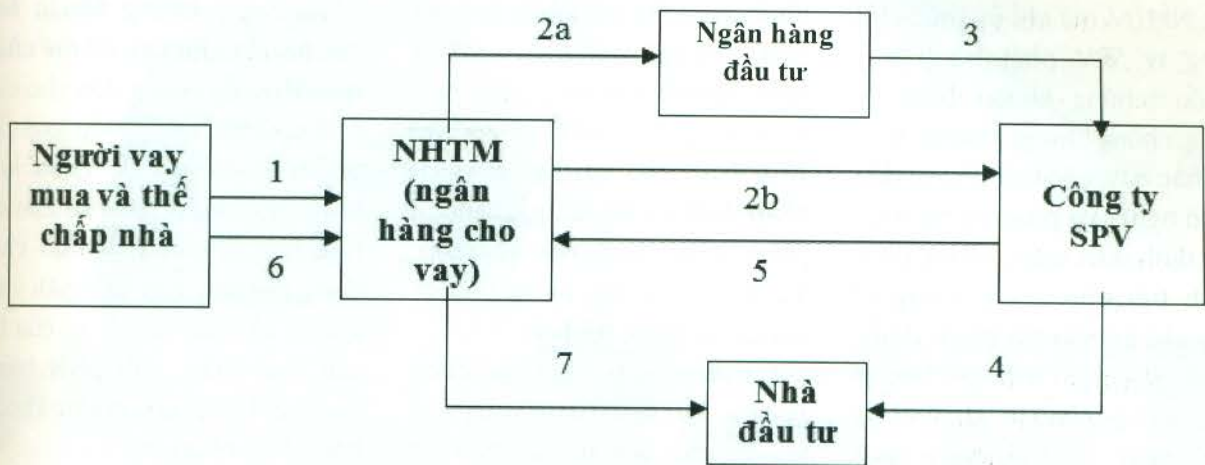 2a
Ngân hàng
đầu tư
3
Người vay
mua và thế
chấp nhà
1
6
NHTM
(ngân
hàng cho
vay)
2b
5
Công ty
SPV
7
Nhà
đầu tư
4